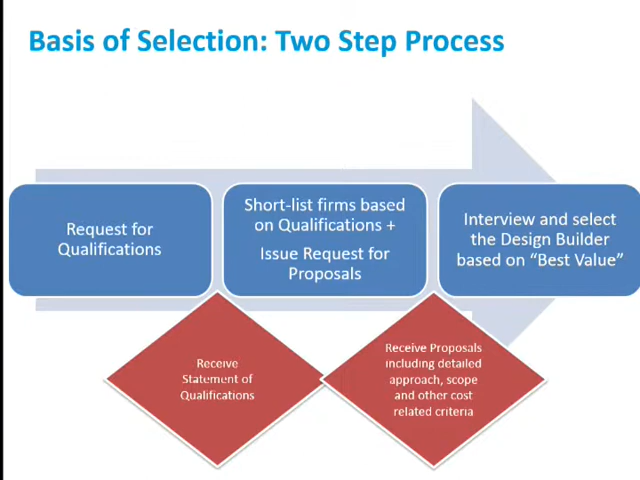 Basis of Selection: Two Step Process
Request for
Qualifications
Short-list firms based
on Qualifications +
Issue Request for
Proposals
Interview and select
the Design Builder
based on “Best Value”
Receive
Statement of
Qualifications
Receive Proposals
including detailed
approach, scope
and other cost
related criteria